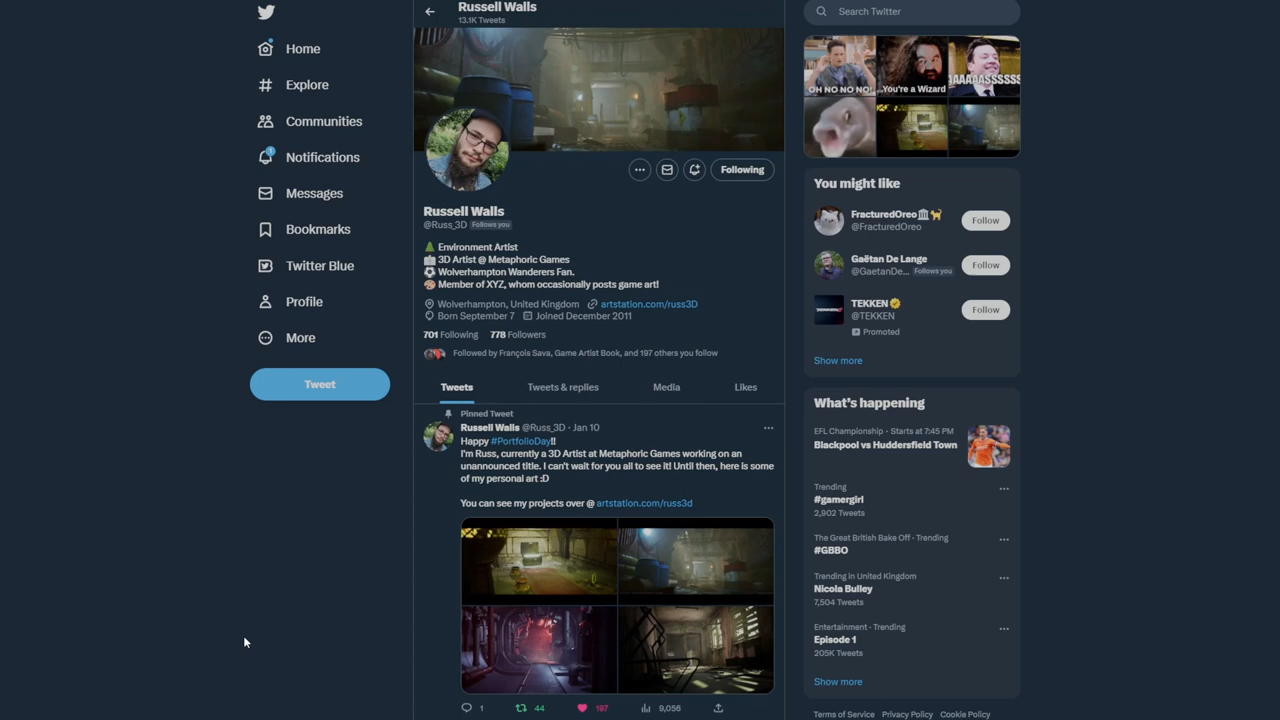 Russell Walls
13.1K Tweets
Home
Explore
Communities
1
Notifications
Messages
Bookmarks
Twitter Blue
Profile
More
Tweet
Following
Russell Walls
@Russ_3D Follows you
Environment Artist
3D Artist @ Metaphoric Games
Wolverhampton Wanderers Fan.
Member of XYZ, whom occasionally posts game art!
Wolverhampton, United Kingdom artstation.com/russ3D
Born September 7 Joined December 2011
701 Following 778 Followers
Followed by François Sava, Game Artist Book, and 197 others you follow
Tweets Tweets & replies Media Likes
Pinned Tweet
Russell Walls @Russ_3D · Jan 10
Happy #PortfolioDay!!
I'm Russ, currently a 3D Artist at Metaphoric Games working on an
unannounced title. I can't wait for you all to see it! Until then, here is some
of my personal art :D
You can see my projects over @ artstation.com/russ3d
1 44 197 9,056
Search Twitter
OH NO NO NO!
...You're a Wizard
AAAASSSS
You might like
FracturedOreo
@FracturedOreo
Follow
Gaëtan De Lange
@GaetanDe... Follows you
Follow
TEKKEN
@TEKKEN
Follow
Promoted
Show more
What's happening
EFL Championship · Starts at 7:45 PM
Blackpool vs Huddersfield Town
Trending
#gamergirl
2,902 Tweets
The Great British Bake Off · Trending
#GBBO
Trending in United Kingdom
Nicola Bulley
7,504 Tweets
Entertainment · Trending
Episode 1
205K Tweets
Show more
Terms of Service Privacy Policy Cookie Policy